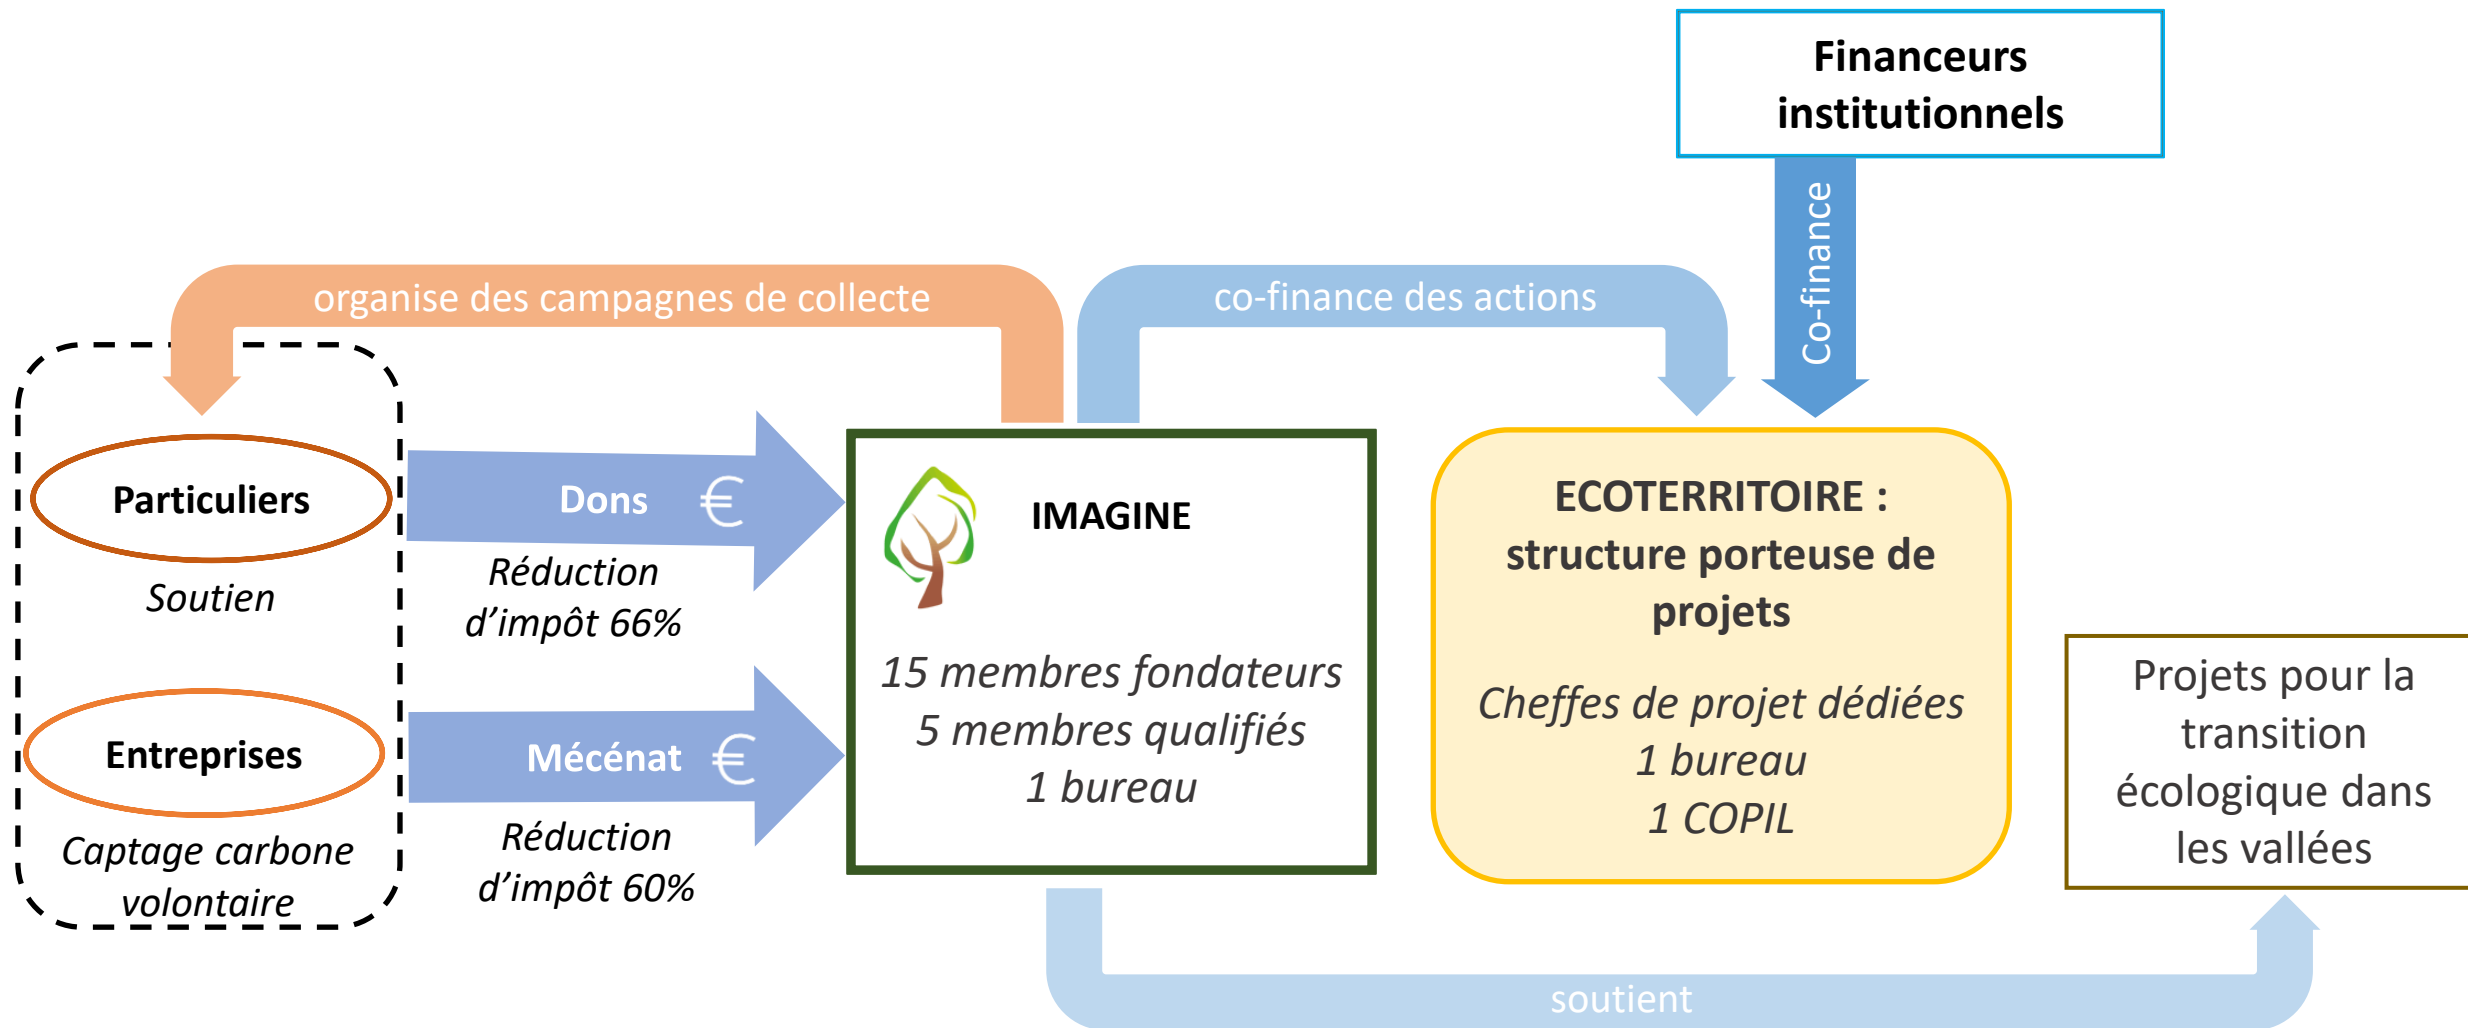 Financeurs
institutionnels
Co-finance
organise des campagnes de collecte
co-finance des actions
Particuliers
Soutien
Dons €
Réduction
d’impôt 66%
Entreprises
Captage carbone
volontaire
Mécénat €
Réduction
d’impôt 60%
IMAGINE
15 membres fondateurs
5 membres qualifiés
1 bureau
ECOTERRITOIRE :
structure porteuse de
projets
Cheffes de projet dédiées
1 bureau
1 COPIL
Projets pour la
transition
écologique dans
les vallées
soutient